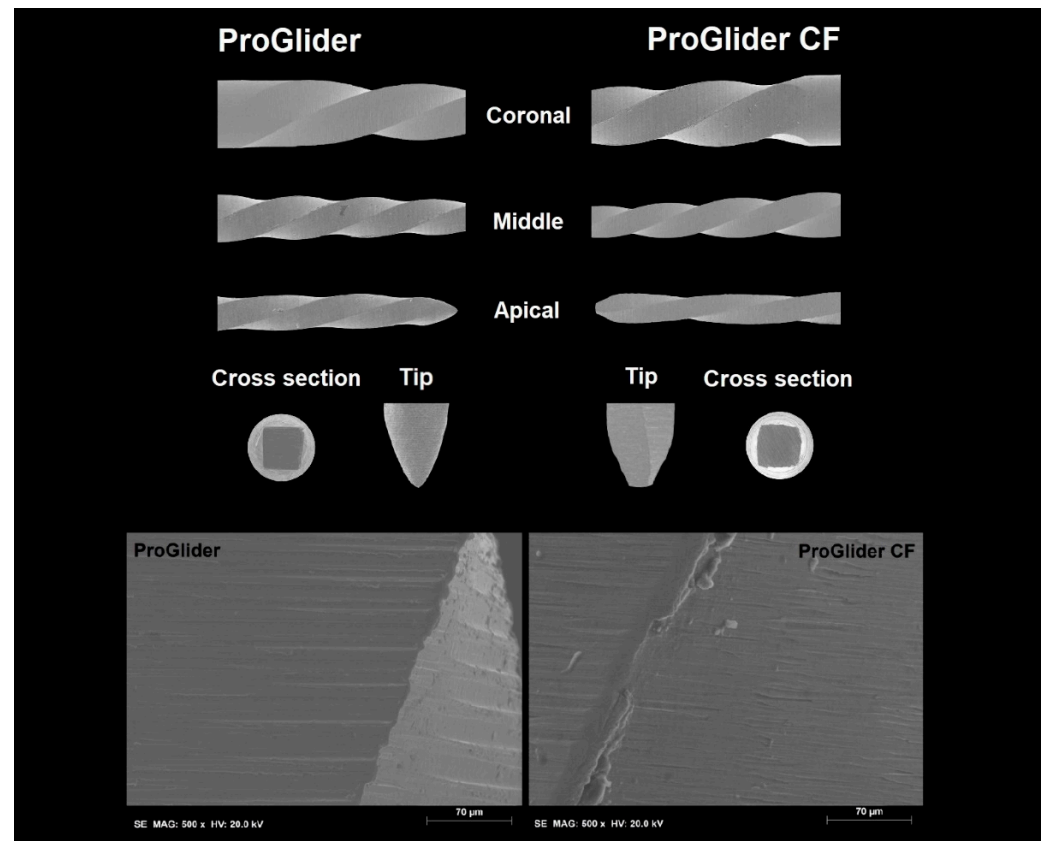 ProGlider
ProGlider CF
Coronal
Middle
Apical
Cross section
Tip
Tip
Cross section
ProGlider
ProGlider CF
70 µm
SE MAG: 500 x HV: 20.0 kV
70 µm
SE MAG: 500 x HV: 20.0 kV